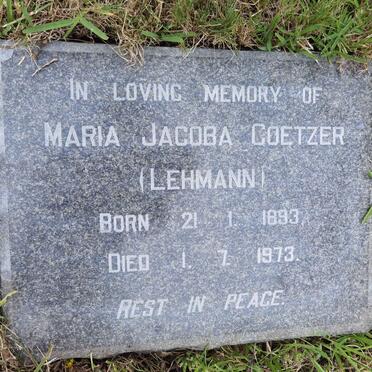 IN LOVING MEMORY OF
MARIA JACOBA COETZER
(LEHMANN)
BORN 21. 1. 1893.
DIED 1. 7. 1973.
REST IN PEACE.